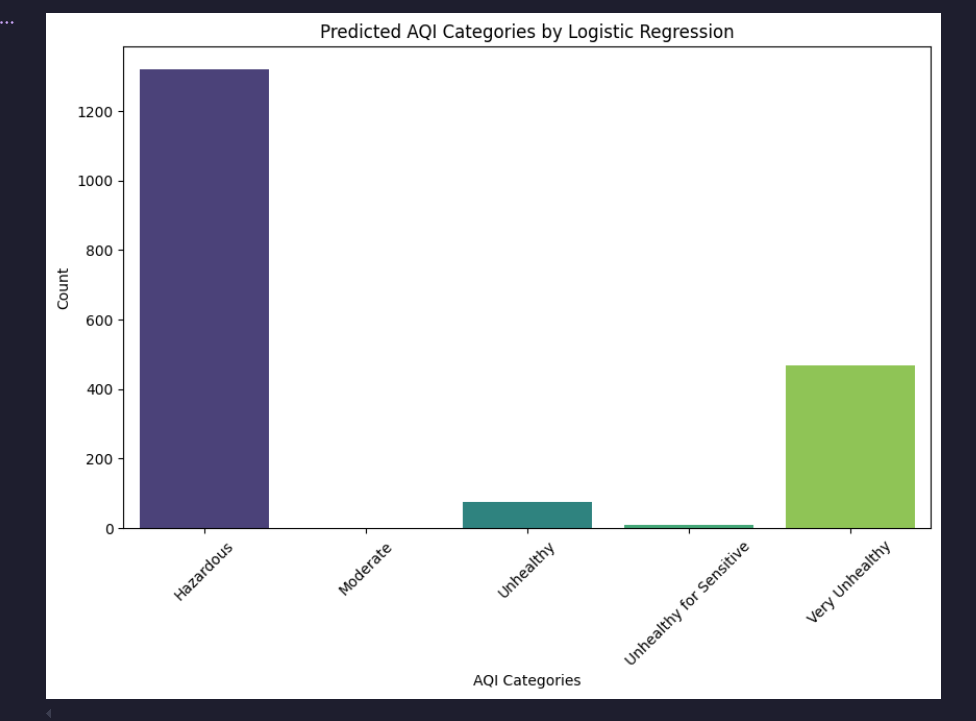 ...
Predicted AQI Categories by Logistic Regression
Count
1200
1000
800
600
400
200
0
Hazardous
Moderate
Unhealthy
Unhealthy for Sensitive
Very Unhealthy
AQI Categories